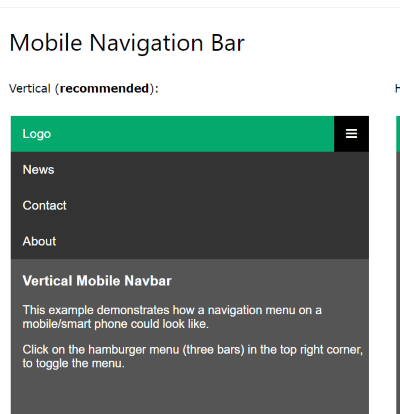 Mobile Navigation Bar
Vertical (recommended):
H
Logo
News
Contact
About
Vertical Mobile Navbar
This example demonstrates how a navigation menu on a
mobile/smart phone could look like.
Click on the hamburger menu (three bars) in the top right corner,
to toggle the menu.